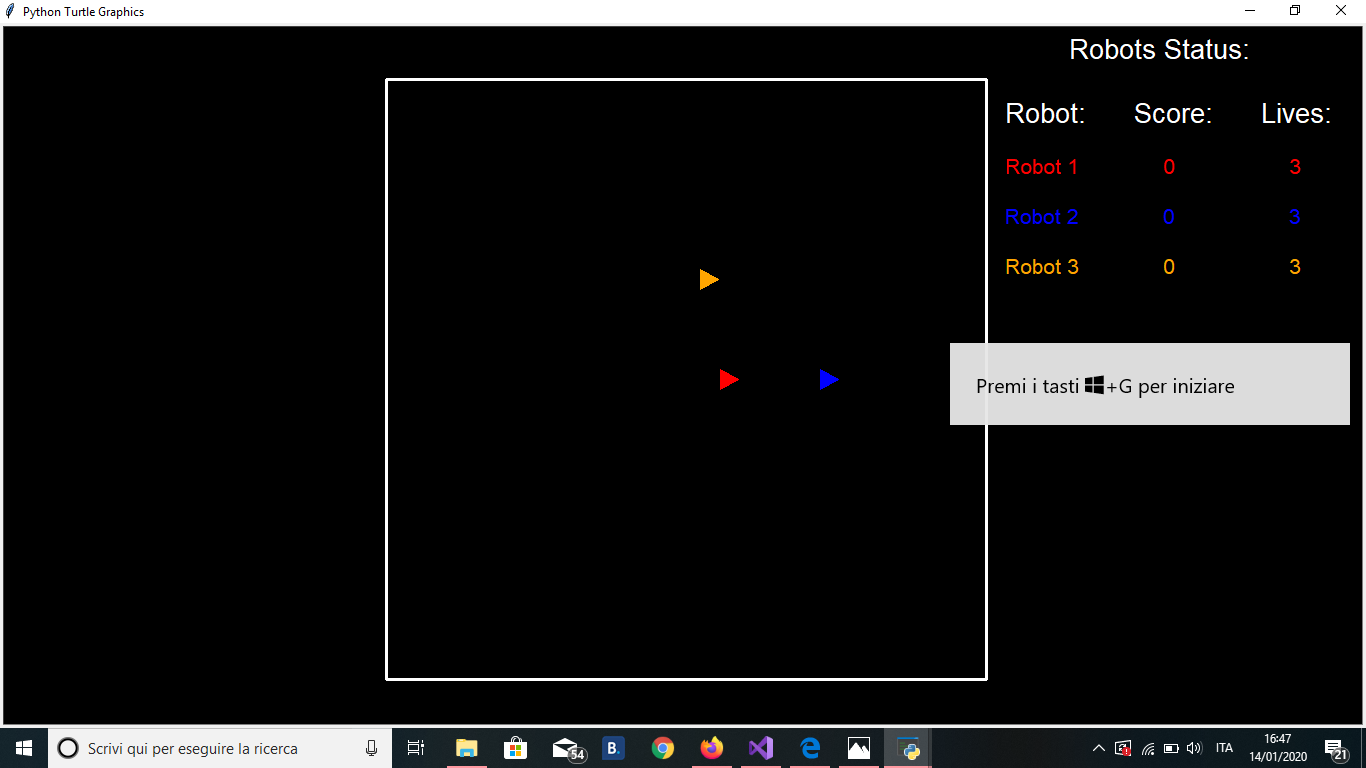 Python Turtle Graphics
Robots Status:
Robot: Score: Lives:
Robot 1 0 3
Robot 2 0 3
Robot 3 0 3
Premi i tasti +G per iniziare
Scrivi qui per eseguire la ricerca
54
B.
ITA
16:47
14/01/2020
21